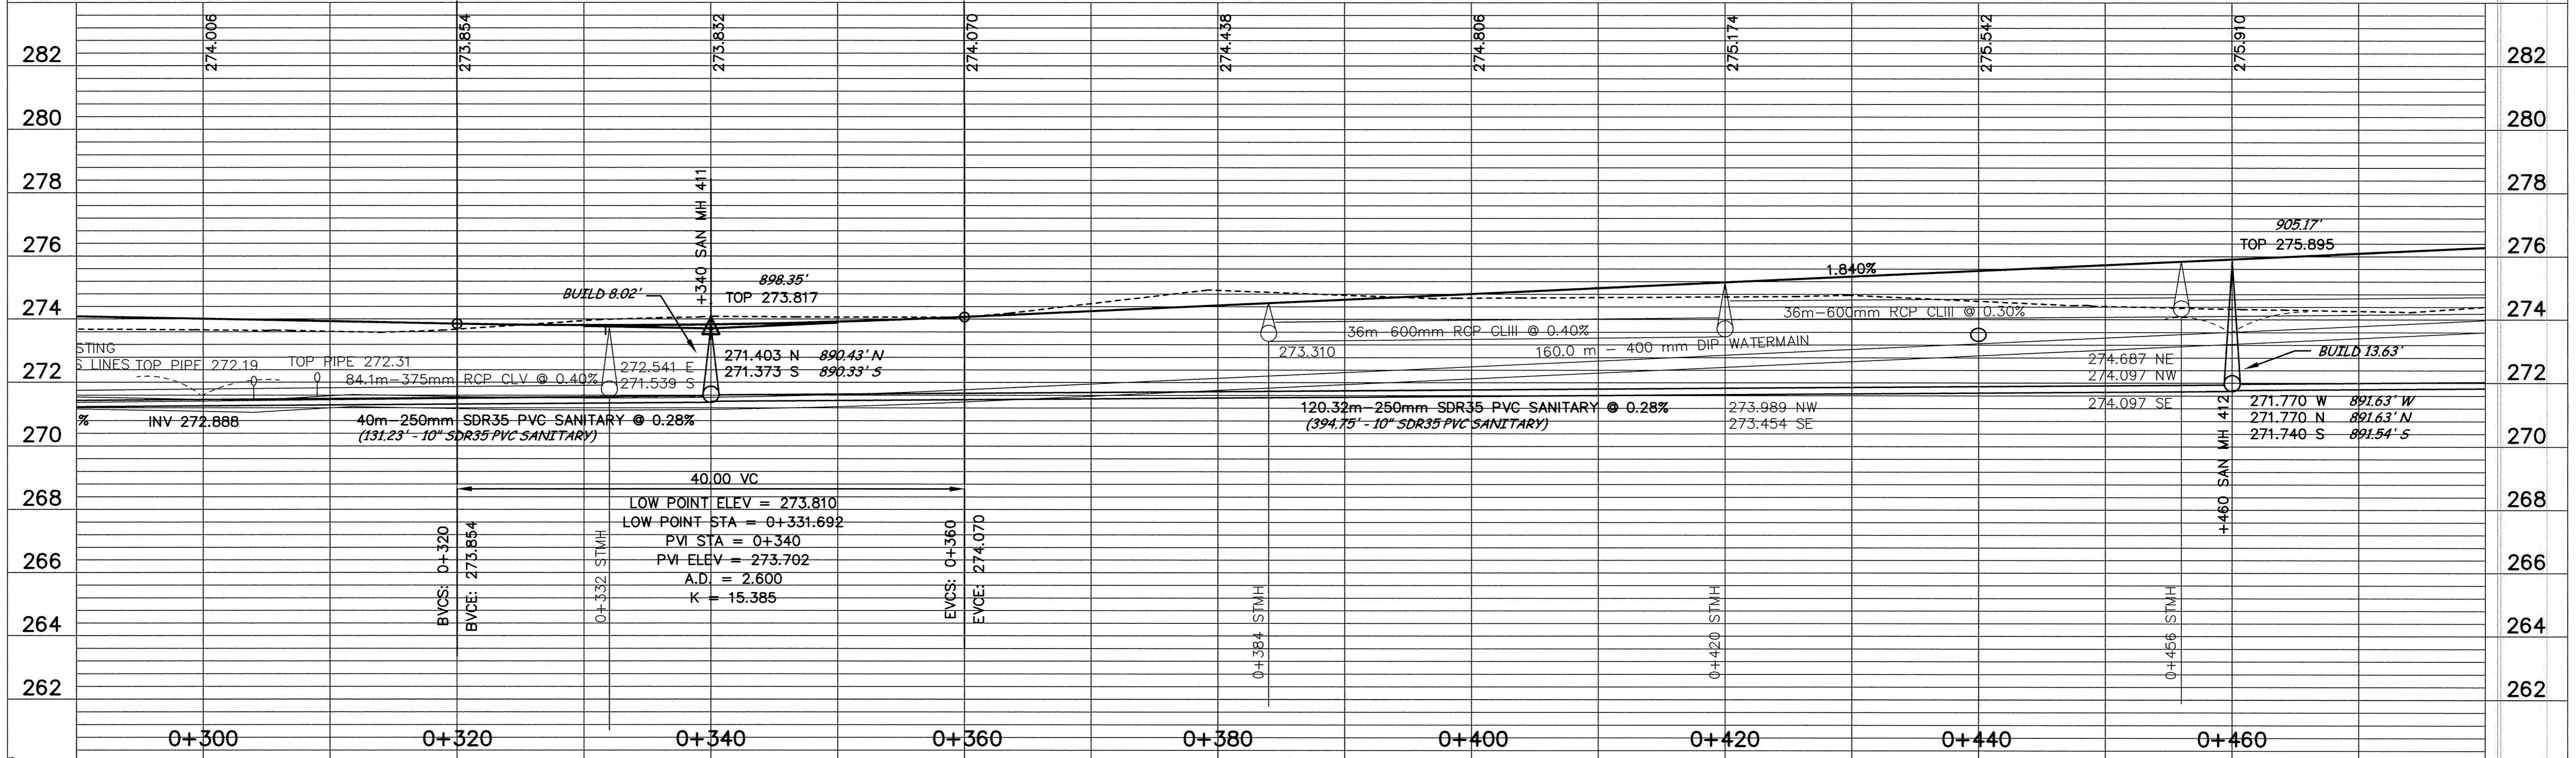 274.006
273.854
273.832
274.070
274.438
274.806
275.174
275.542
275.910
282
282
280
280
278
278
276
276
274
274
272
272
270
270
268
268
266
266
264
264
262
262
+340 SAN MH 411
898.35'
TOP 273.817
BUILD 8.02'
905.17'
TOP 275.895
1.840%
STING
S LINES TOP PIPE 272.19
TOP PIPE 272.31
84.1m-375mm RCP CLV @ 0.40%
272.541 E
271.539 S
271.403 N 890.43' N
271.373 S 890.33' S
273.310
36m-600mm RCP CLIII @ 0.40%
160.0 m - 400 mm DIP WATERMAIN
36m-600mm RCP CLIII @ 0.30%
BUILD 13.63'
274.687 NE
274.097 NW
274.097 SE
%
INV 272.888
40m-250mm SDR35 PVC SANITARY @ 0.28%
(131.23' - 10" SDR35 PVC SANITARY)
120.32m-250mm SDR35 PVC SANITARY @ 0.28%
(394.75' - 10" SDR35 PVC SANITARY)
273.989 NW
273.454 SE
271.770 W 891.63' W
271.770 N 891.63' N
271.740 S 891.54' S
+460 SAN MH 412
40.00 VC
LOW POINT ELEV = 273.810
LOW POINT STA = 0+331.692
PVI STA = 0+340
PVI ELEV = 273.702
A.D. = 2.600
K = 15.385
BVCS: 0+320
BVCE: 273.854
0+332 STMH
EVCS: 0+360
EVCE: 274.070
0+384 STMH
0+420 STMH
0+456 STMH
0+300
0+320
0+340
0+360
0+380
0+400
0+420
0+440
0+460